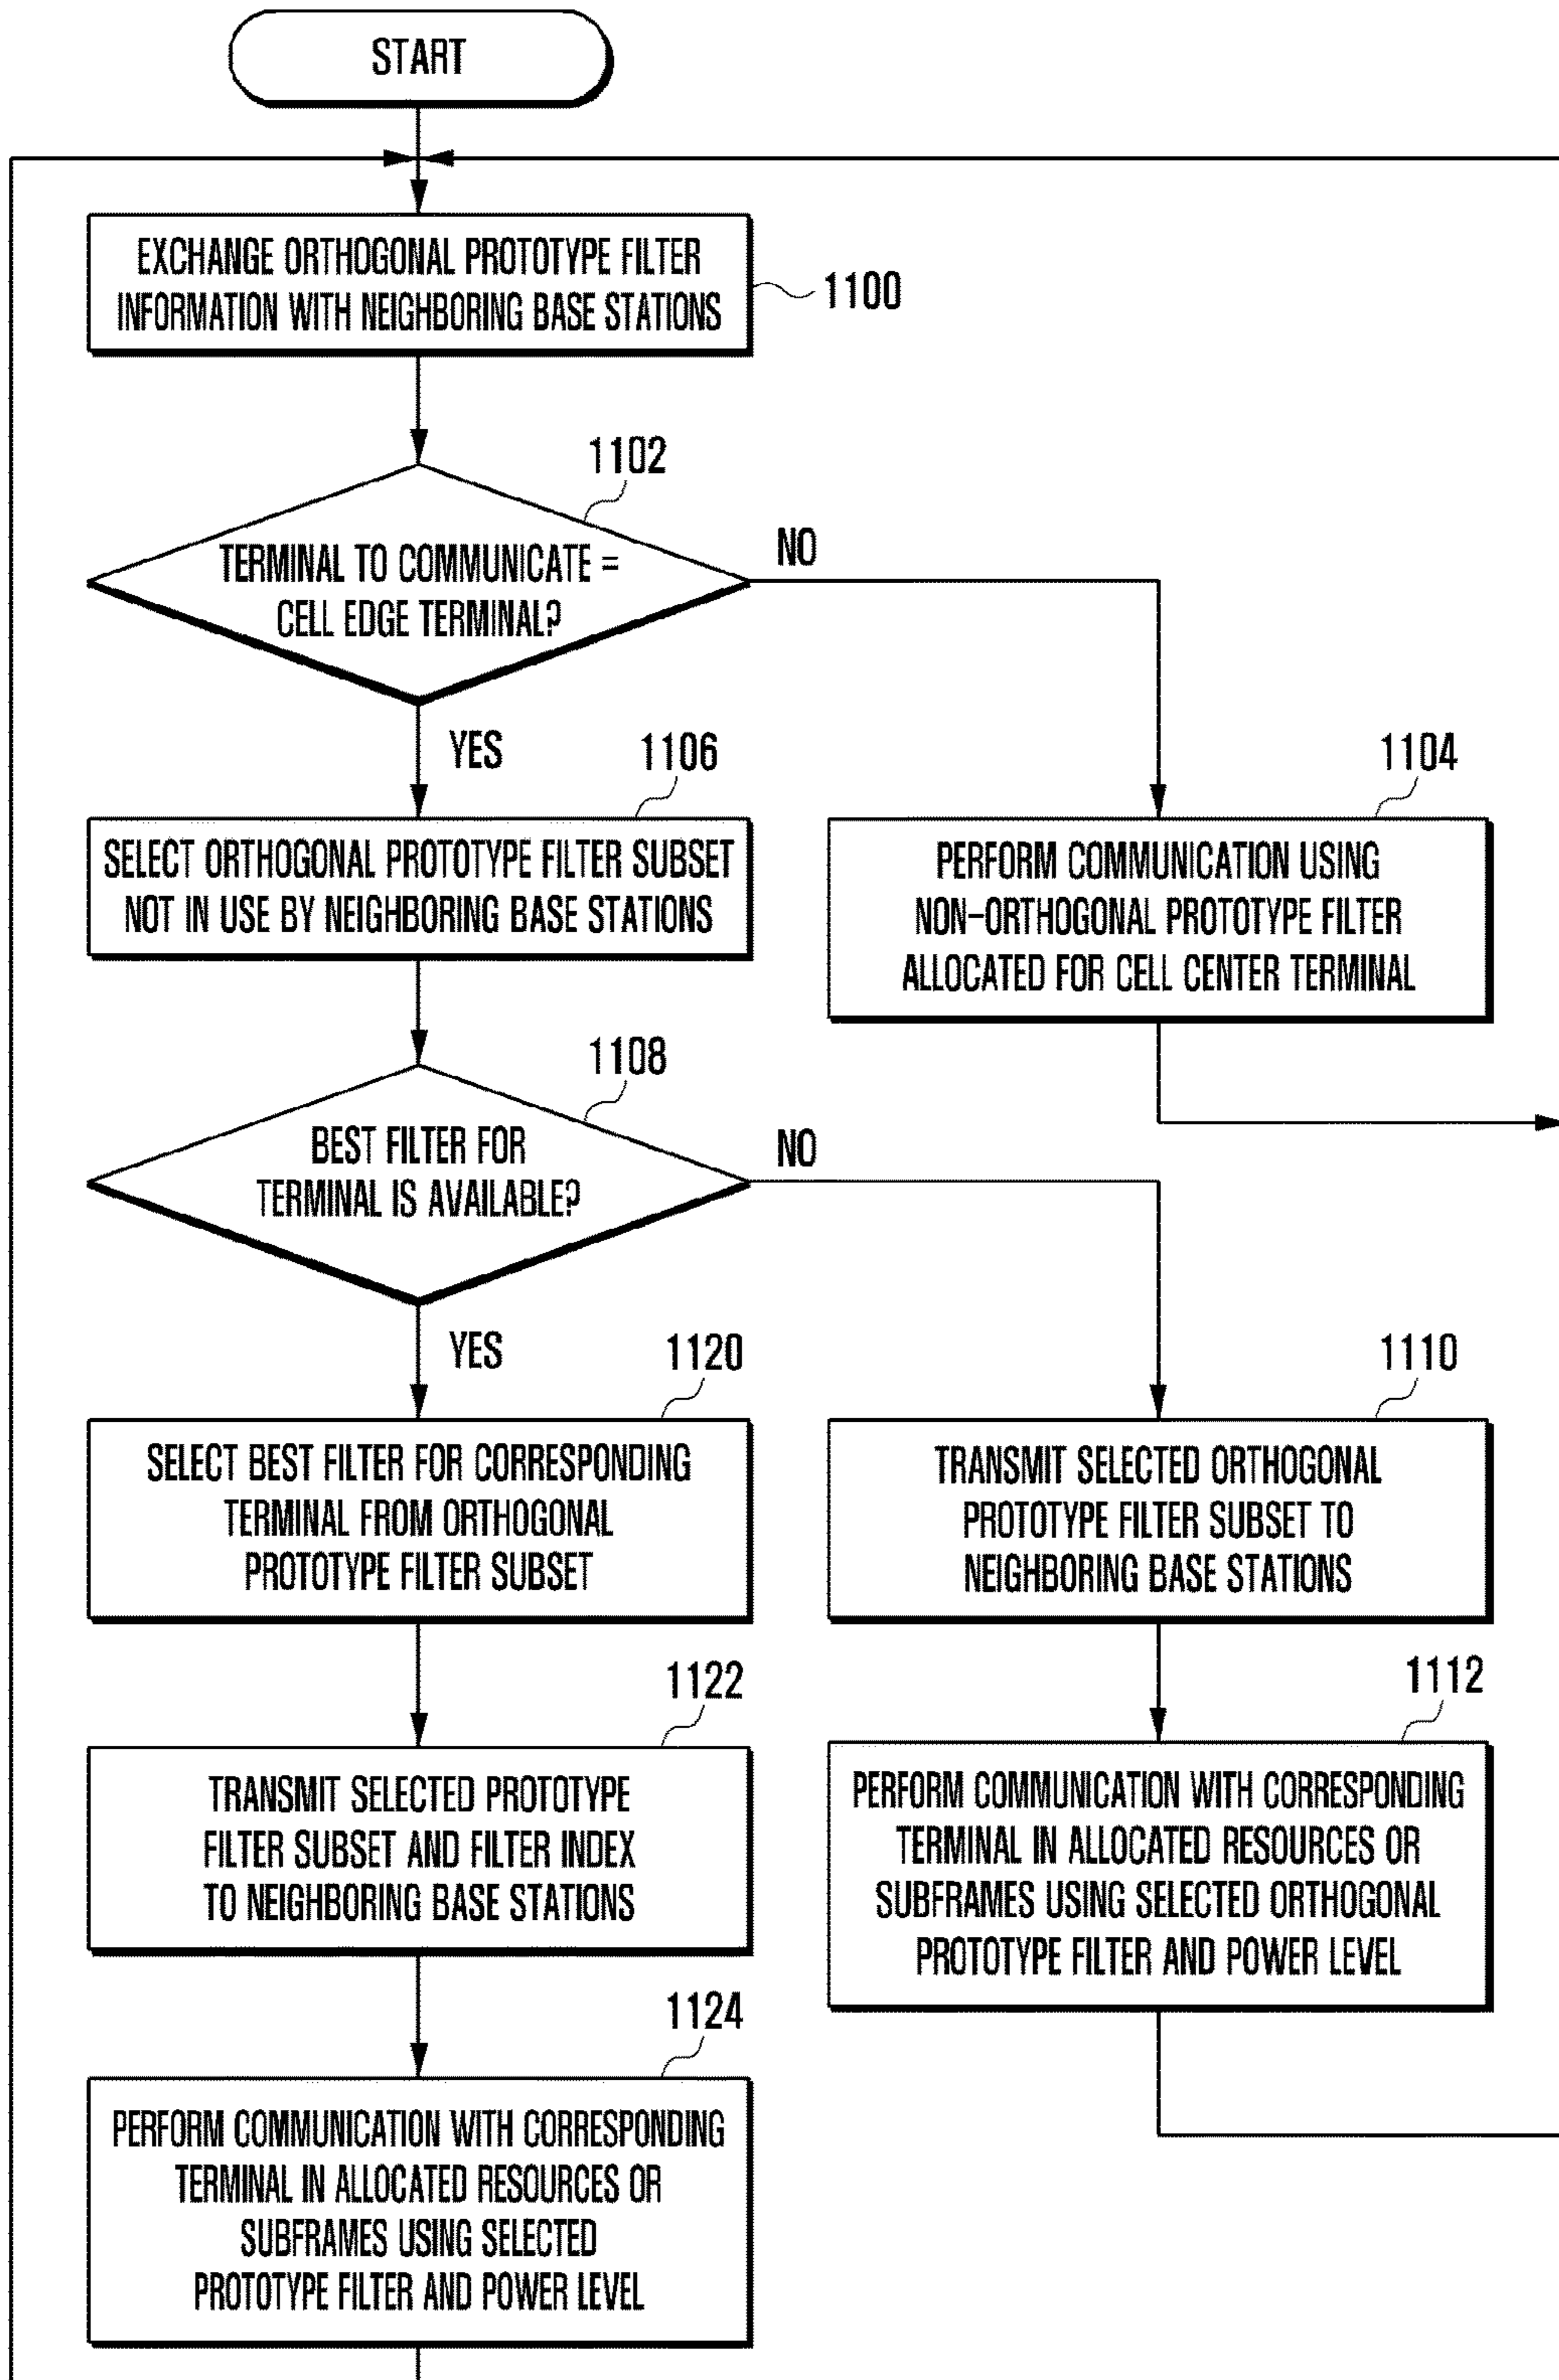 START
EXCHANGE ORTHOGONAL PROTOTYPE FILTER
INFORMATION WITH NEIGHBORING BASE STATIONS
1100
1102
TERMINAL TO COMMUNICATE =
CELL EDGE TERMINAL?
NO
YES
1106
SELECT ORTHOGONAL PROTOTYPE FILTER SUBSET
NOT IN USE BY NEIGHBORING BASE STATIONS
1104
PERFORM COMMUNICATION USING
NON-ORTHOGONAL PROTOTYPE FILTER
ALLOCATED FOR CELL CENTER TERMINAL
1108
BEST FILTER FOR
TERMINAL IS AVAILABLE?
NO
YES
1120
SELECT BEST FILTER FOR CORRESPONDING
TERMINAL FROM ORTHOGONAL
PROTOTYPE FILTER SUBSET
1110
TRANSMIT SELECTED ORTHOGONAL
PROTOTYPE FILTER SUBSET TO
NEIGHBORING BASE STATIONS
1122
TRANSMIT SELECTED PROTOTYPE
FILTER SUBSET AND FILTER INDEX
TO NEIGHBORING BASE STATIONS
1112
PERFORM COMMUNICATION WITH CORRESPONDING
TERMINAL IN ALLOCATED RESOURCES OR
SUBFRAMES USING SELECTED ORTHOGONAL
PROTOTYPE FILTER AND POWER LEVEL
1124
PERFORM COMMUNICATION WITH CORRESPONDING
TERMINAL IN ALLOCATED RESOURCES OR
SUBFRAMES USING SELECTED
PROTOTYPE FILTER AND POWER LEVEL